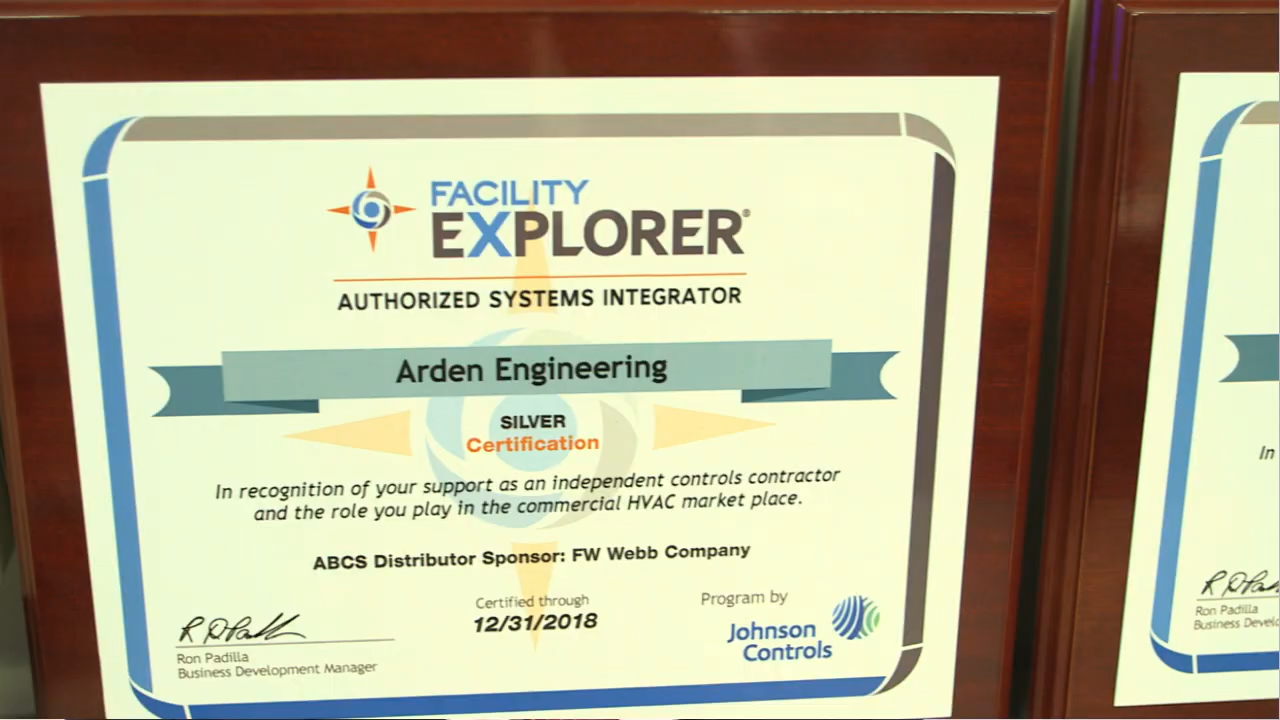 FACILITY
EXPLORER®
AUTHORIZED SYSTEMS INTEGRATOR
Arden Engineering
SILVER
Certification
In recognition of your support as an independent controls contractor
and the role you play in the commercial HVAC market place.
ABCS Distributor Sponsor: FW Webb Company
Certified through
12/31/2018
Program by
Johnson
Controls
Ron Padilla
Business Development Manager
In
Ron Padilla
Business